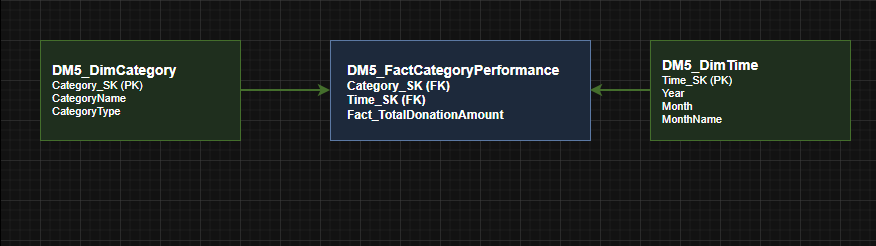 DM5_DimCategory
Category_SK (PK)
CategoryName
CategoryType
DM5_FactCategoryPerformance
Category_SK (FK)
Time_SK (FK)
Fact_TotalDonationAmount
DM5_DimTime
Time_SK (PK)
Year
Month
MonthName